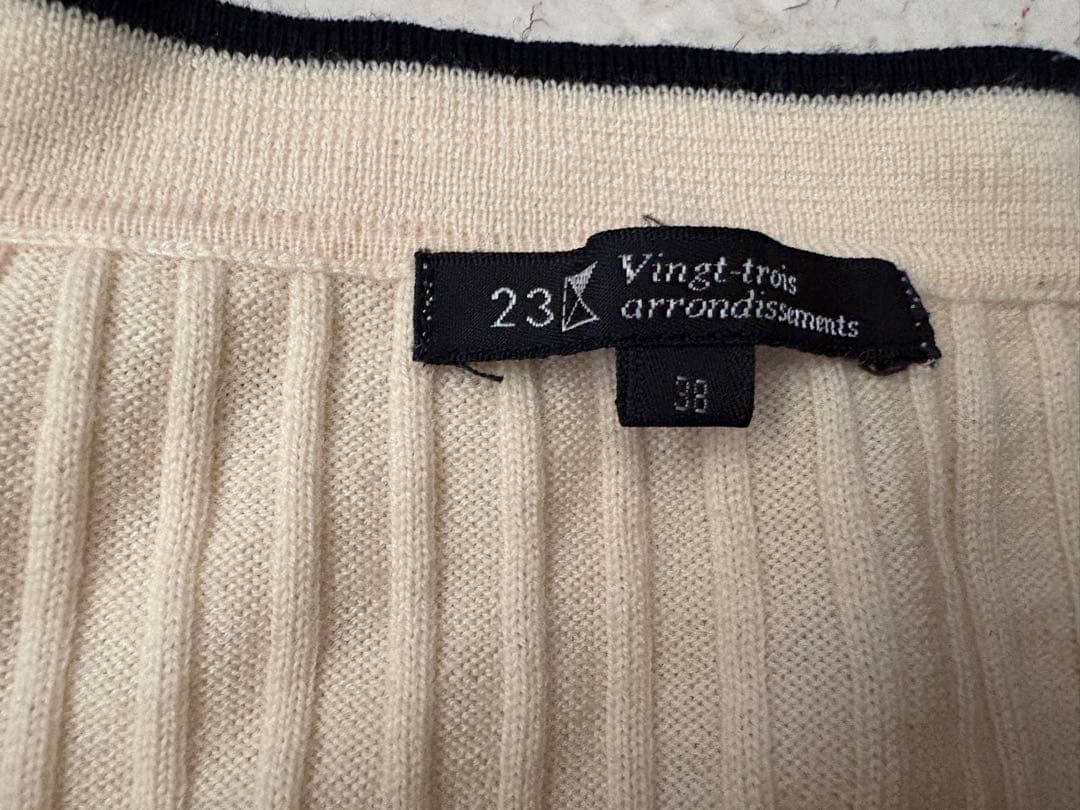 23
Vingt-trois
arrondissements
38